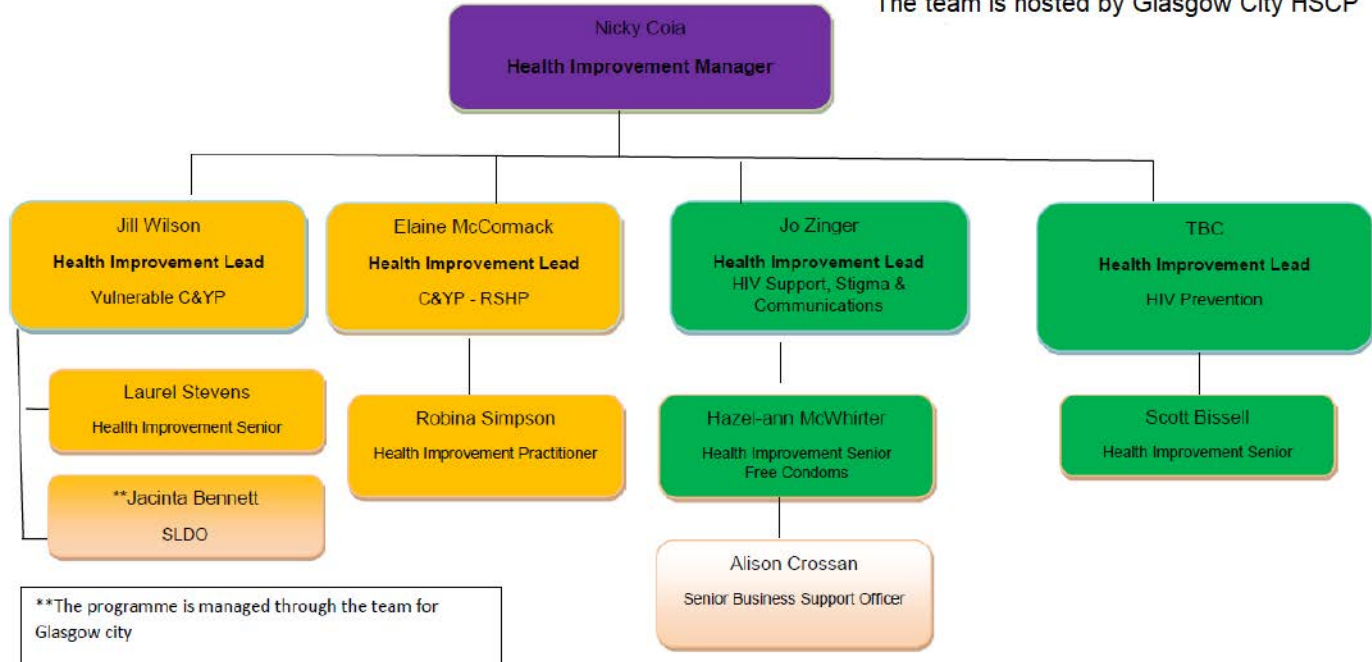 The team is hosted by Glasgow City HSCP
Nicky Coia
Health Improvement Manager
Jill Wilson
Health Improvement Lead
Vulnerable C&YP
Elaine McCormack
Health Improvement Lead
C&YP - RSHP
Jo Zinger
Health Improvement Lead
HIV Support, Stigma &
Communications
TBC
Health Improvement Lead
HIV Prevention
Laurel Stevens
Health Improvement Senior
Robina Simpson
Health Improvement Practitioner
Hazel-ann McWhirter
Health Improvement Senior
Free Condoms
Scott Bissell
Health Improvement Senior
**Jacinta Bennett
SLDO
Alison Crossan
Senior Business Support Officer
**The programme is managed through the team for
Glasgow city